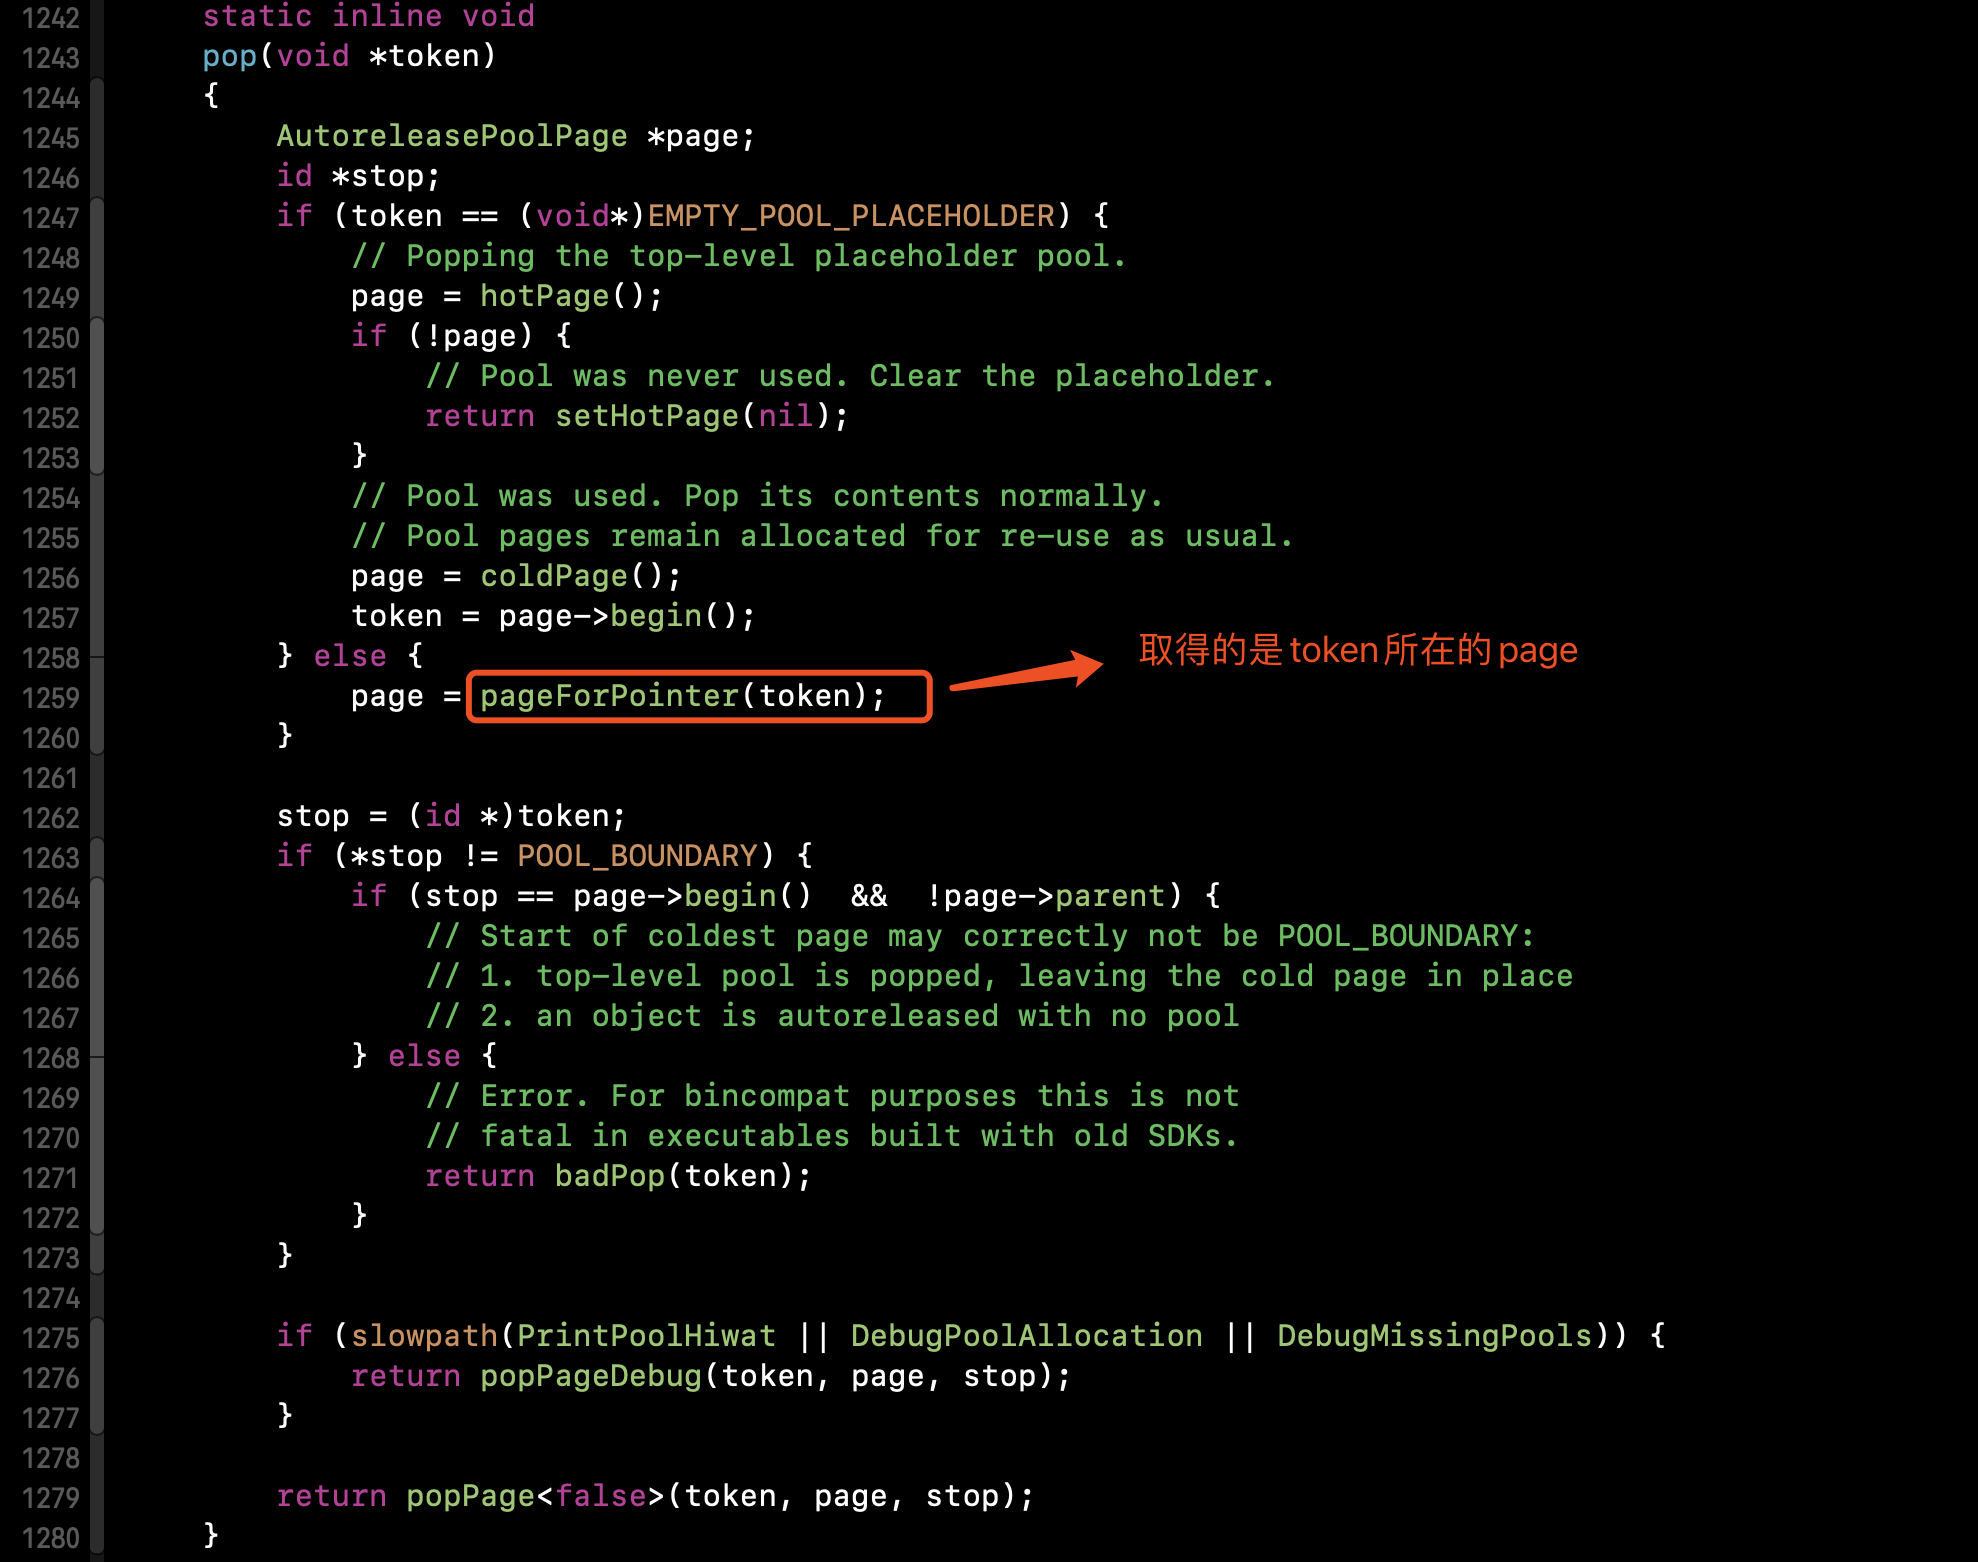 1242 static inline void
1243 pop(void *token)
1244 {
1245     AutoreleasePoolPage *page;
1246     id *stop;
1247     if (token == (void*)EMPTY_POOL_PLACEHOLDER) {
1248         // Popping the top-level placeholder pool.
1249         page = hotPage();
1250         if (!page) {
1251             // Pool was never used. Clear the placeholder.
1252             return setHotPage(nil);
1253         }
1254         // Pool was used. Pop its contents normally.
1255         // Pool pages remain allocated for re-use as usual.
1256         page = coldPage();
1257         token = page->begin();
1258     } else {
取得的是token所在的page
1259         page = pageForPointer(token);
1260     }
1261
1262     stop = (id *)token;
1263     if (*stop != POOL_BOUNDARY) {
1264         if (stop == page->begin()  &&  !page->parent) {
1265             // Start of coldest page may correctly not be POOL_BOUNDARY:
1266             // 1. top-level pool is popped, leaving the cold page in place
1267             // 2. an object is autoreleased with no pool
1268         } else {
1269             // Error. For bincompat purposes this is not
1270             // fatal in executables built with old SDKs.
1271             return badPop(token);
1272         }
1273     }
1274
1275     if (slowpath(PrintPoolHiwat || DebugPoolAllocation || DebugMissingPools)) {
1276         return popPageDebug(token, page, stop);
1277     }
1278
1279     return popPage<false>(token, page, stop);
1280 }